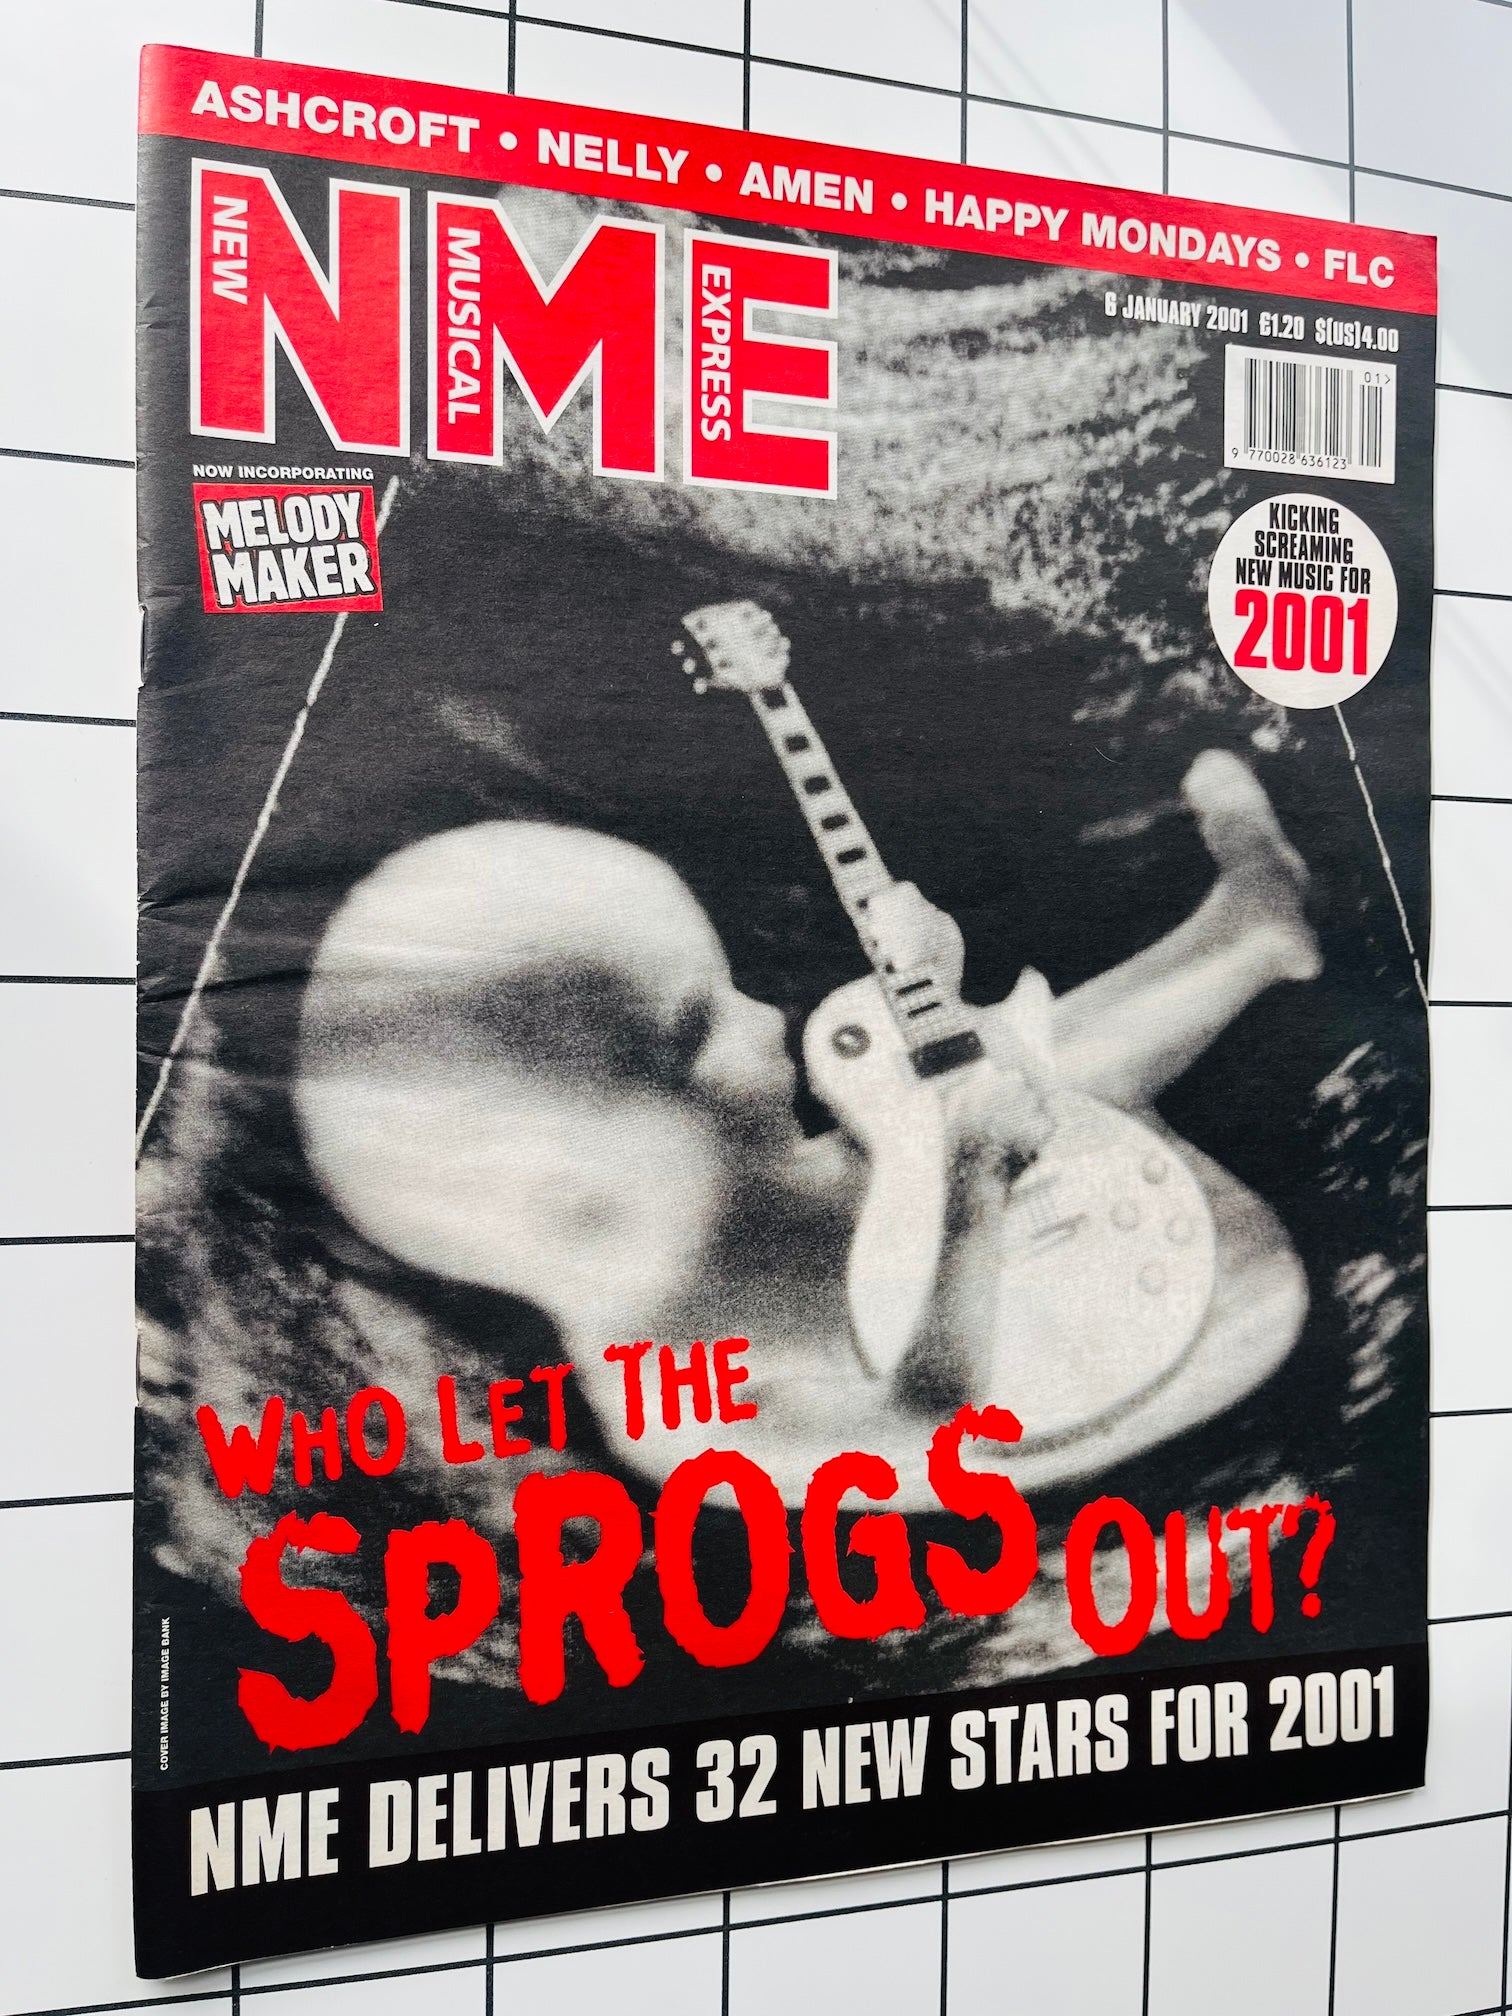 ASHCROFT • NELLY • AMEN • HAPPY MONDAYS • FLC
NME
NEW
MUSICAL
EXPRESS
6 JANUARY 2001 £1.20 $(US)4.00
01>
9 770028 636123
NOW INCORPORATING
MELODY
MAKER
KICKING
SCREAMING
NEW MUSIC FOR
2001
WHO LET THE
SPROGS OUT?
COVER IMAGE BY IMAGE BANK
NME DELIVERS 32 NEW STARS FOR 2001